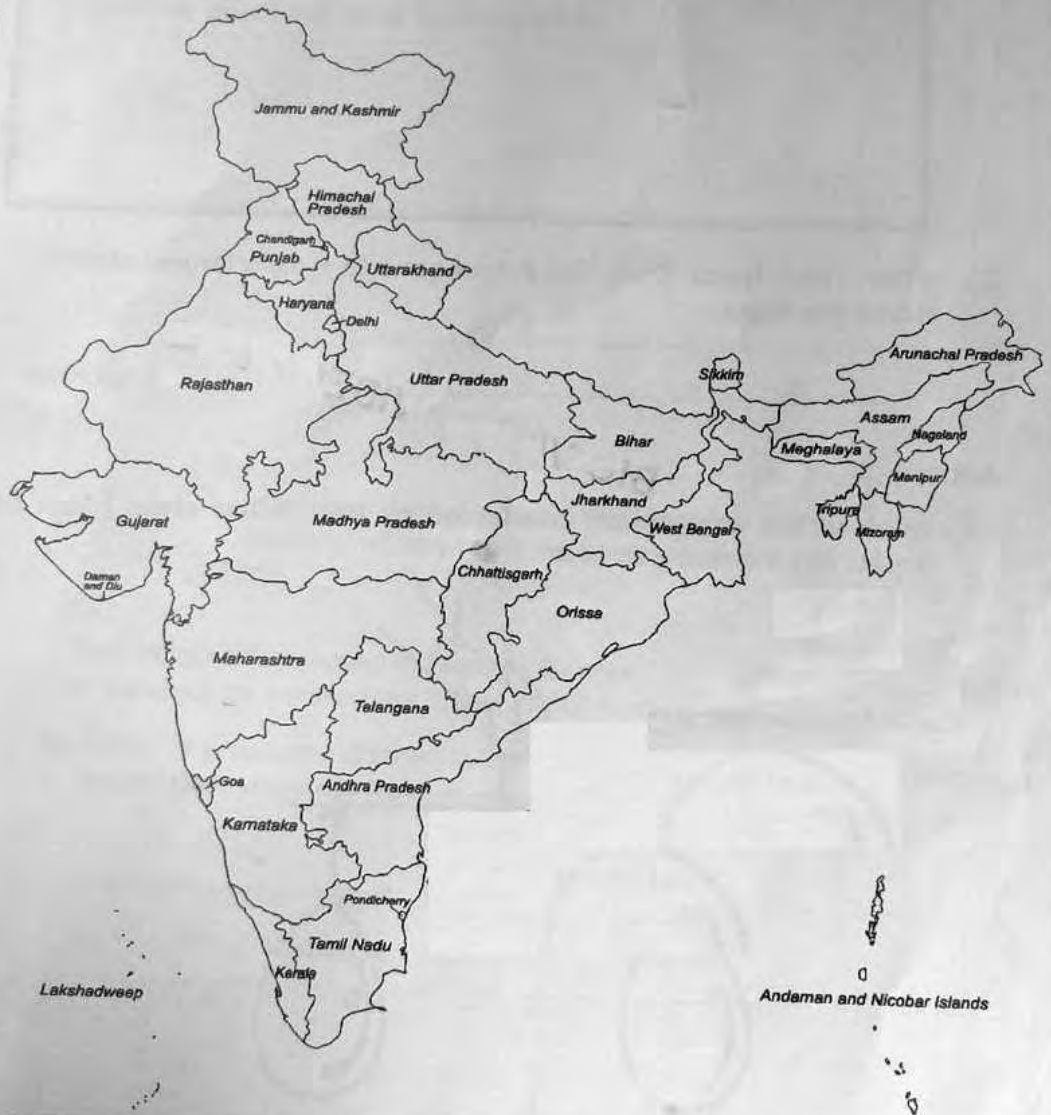 Jammu and Kashmir
Himachal
Pradesh
Chandigarh
Punjab
Uttarakhand
Haryana
Delhi
Arunachal Pradesh
Rajasthan
Uttar Pradesh
Sikkim
Assam
Nagaland
Bihar
Meghalaya
Manipur
Jharkhand
Gujarat
Madhya Pradesh
West Bengal
Tripura
Mizoram
Daman
and Diu
Chhattisgarh
Orissa
Maharashtra
Telangana
Goa
Andhra Pradesh
Karnataka
Pondicherry
Tamil Nadu
Kerala
Lakshadweep
Andaman and Nicobar Islands